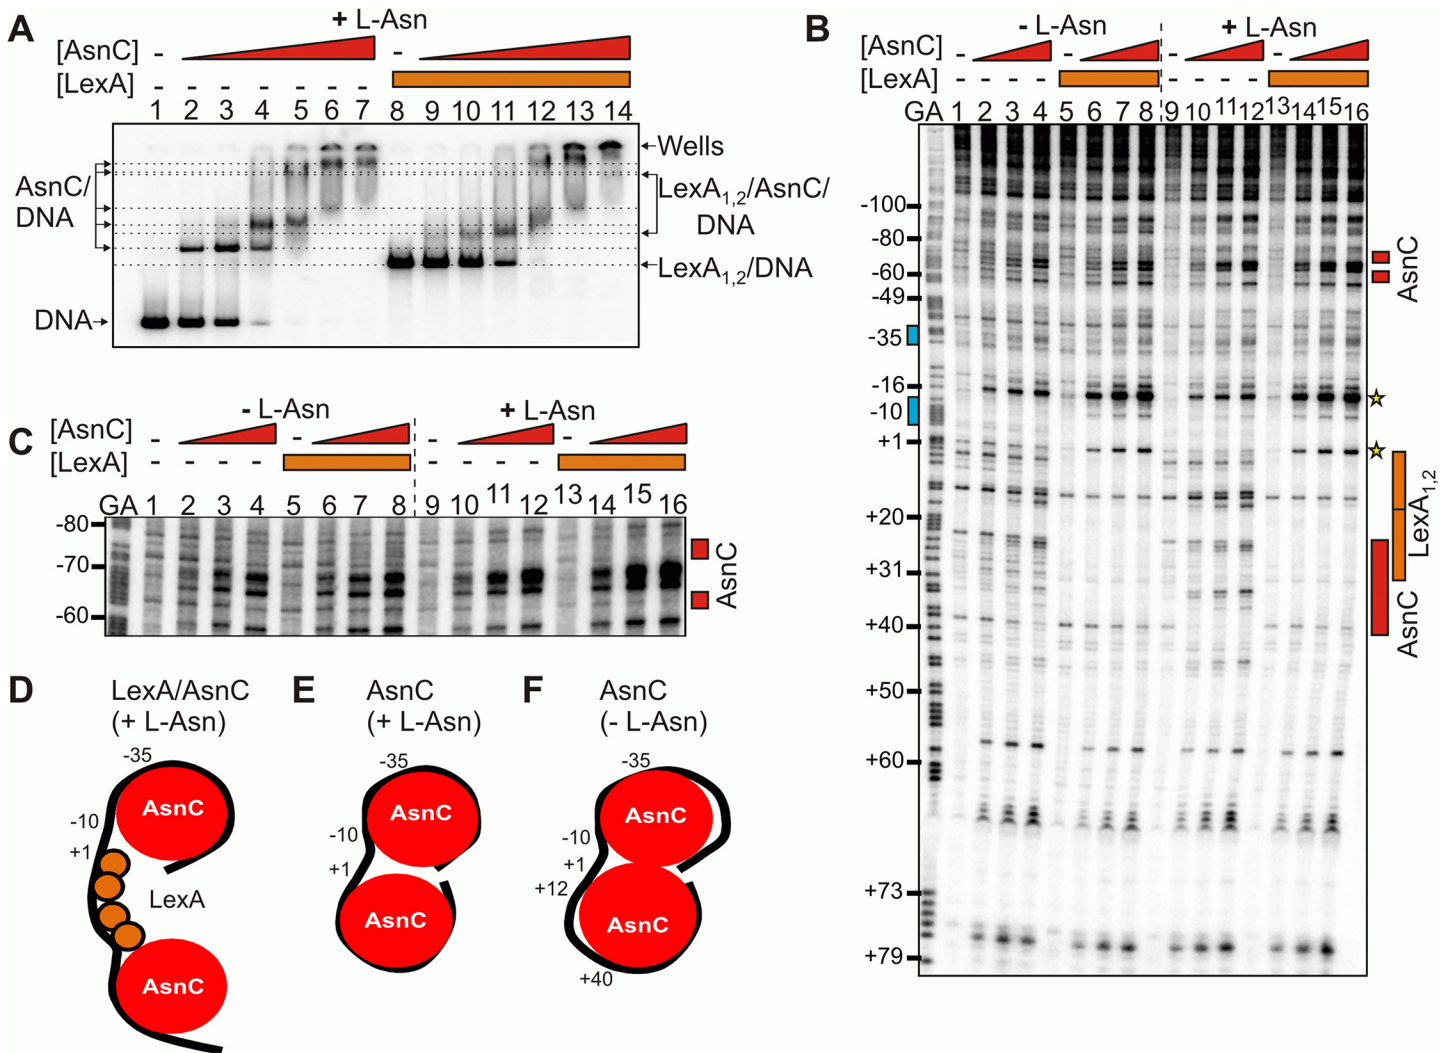 A
+ L-Asn
[AsnC] - -
[LexA] - - - - - - -
1 2 3 4 5 6 7 8 9 10 11 12 13 14
Wells
AsnC/
DNA
LexA1,2/AsnC/
DNA
LexA1,2/DNA
DNA
B
- L-Asn + L-Asn
[AsnC] - - - -
[LexA] - - - - - - - -
GA 1 2 3 4 5 6 7 8 9 10 11 12 13 14 15 16
-100
-80
-60
-49
-35
-16
-10
+1
+20
+31
+40
+50
+60
+73
+79
AsnC
LexA1,2
AsnC
C
- L-Asn + L-Asn
[AsnC] - - - -
[LexA] - - - - - - - -
GA 1 2 3 4 5 6 7 8 9 10 11 12 13 14 15 16
-80
-70
-60
AsnC
D
LexA/AsnC
(+ L-Asn)
-35
AsnC
-10
+1
LexA
AsnC
E
AsnC
(+ L-Asn)
-35
AsnC
-10
+1
AsnC
F
AsnC
(- L-Asn)
-35
AsnC
-10
+1
+12
AsnC
+40